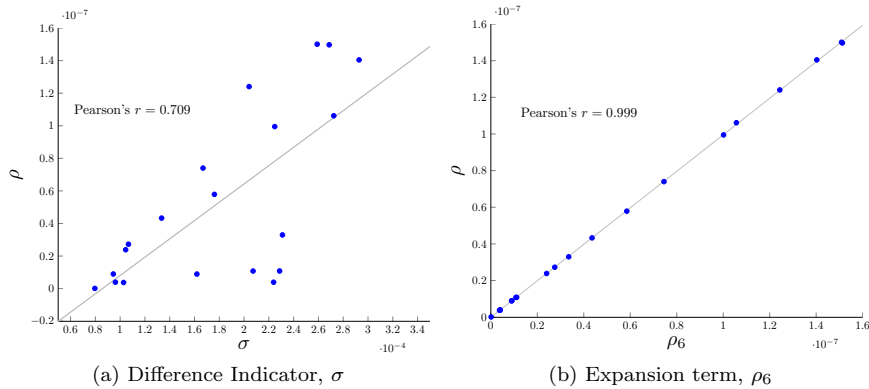 ·10⁻⁷
1.6
1.4
1.2
1
0.8
0.6
0.4
0.2
0
−0.2
ρ
Pearson's r = 0.709
0.6 0.8 1 1.2 1.4 1.6 1.8 2 2.2 2.4 2.6 2.8 3 3.2 3.4
σ
·10⁻⁴
(a) Difference Indicator, σ
·10⁻⁷
1.6
1.4
1.2
1
0.8
0.6
0.4
0.2
0
ρ
Pearson's r = 0.999
0 0.2 0.4 0.6 0.8 1 1.2 1.4 1.6
ρ₆
·10⁻⁷
(b) Expansion term, ρ₆